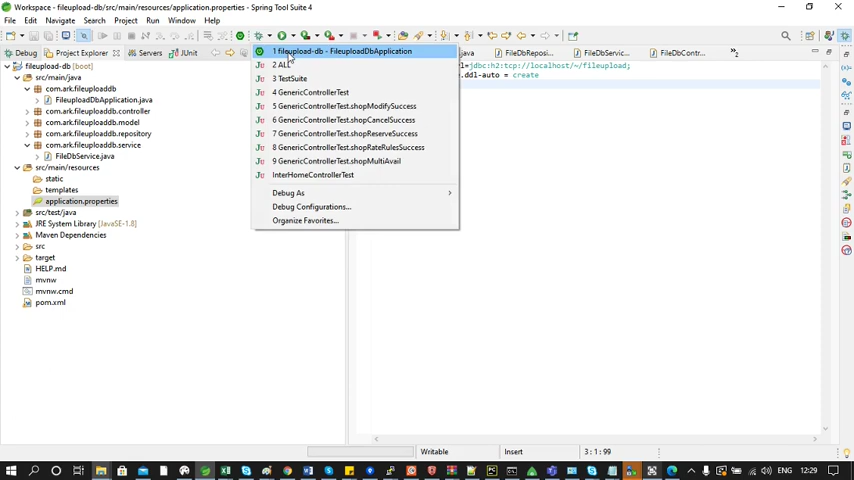 Workspace - fileupload-db/src/main/resources/application.properties - Spring Tool Suite 4
File Edit Navigate Search Project Run Window Help
Debug Project Explorer Servers JUnit
fileupload-db [boot]
src/main/java
com.ark.fileuploaddb
FileuploadDbApplication.java
com.ark.fileuploaddb.controller
com.ark.fileuploaddb.model
com.ark.fileuploaddb.repository
com.ark.fileuploaddb.service
FileDbService.java
src/main/resources
static
templates
application.properties
src/test/java
JRE System Library [JavaSE-1.8]
Maven Dependencies
src
target
HELP.md
mvnw
mvnw.cmd
pom.xml
1 fileupload-db - FileuploadDbApplication
2 ALL
3 TestSuite
4 GenericControllerTest
5 GenericControllerTest.shopModifySuccess
6 GenericControllerTest.shopCancelSuccess
7 GenericControllerTest.shopReserveSuccess
8 GenericControllerTest.shopRateRulesSuccess
9 GenericControllerTest.shopMultiAvail
InterHomeControllerTest
Debug As
Debug Configurations...
Organize Favorites...
.java FileDbReposi... FileDbServic... FileDbContr... »2
l=jdbc:h2:tcp://localhost/~/fileupload;
e.ddl-auto = create
Writable Insert 3 : 1 : 99
ENG 12:29